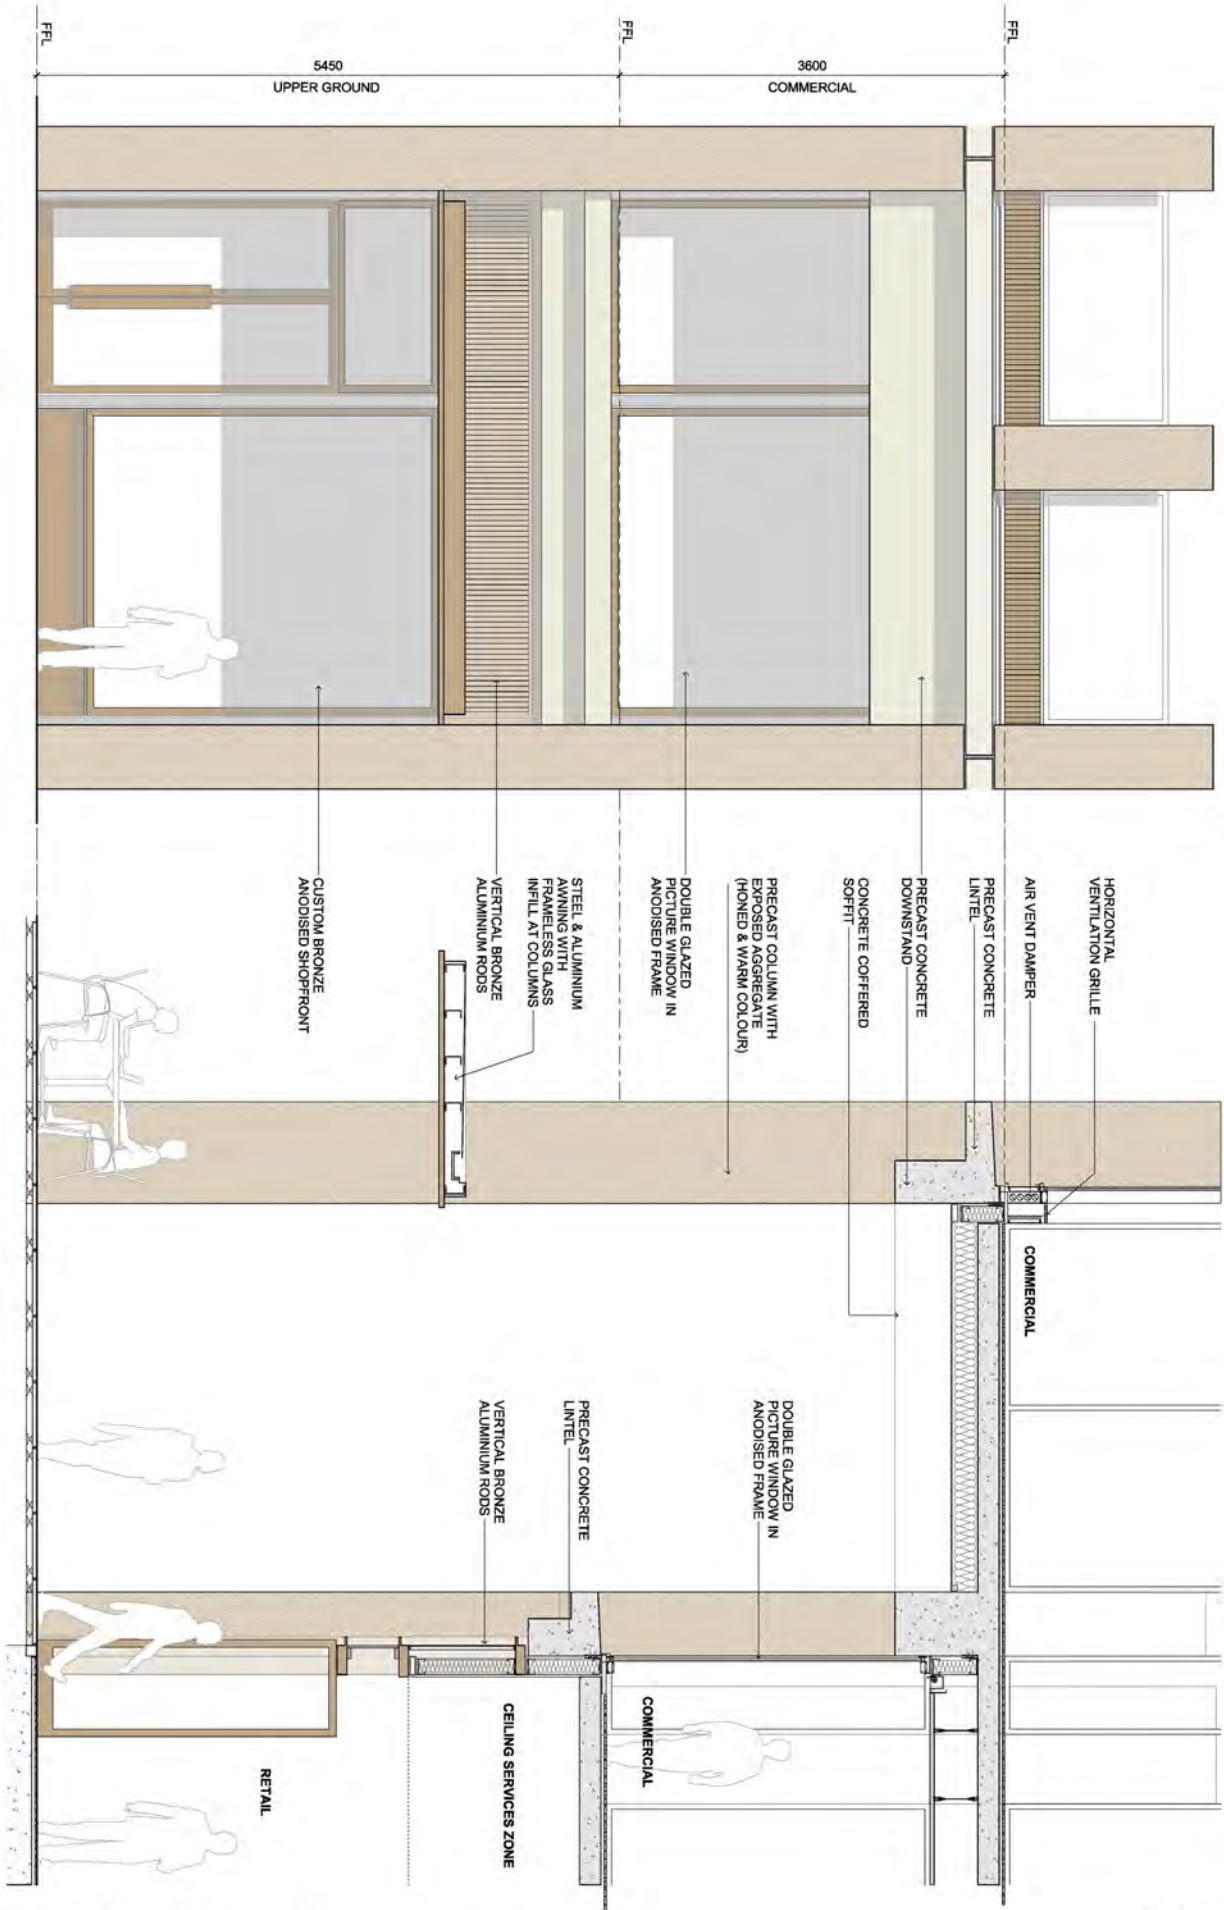 FFL
FFL
FFL
5450
UPPER GROUND
3600
COMMERCIAL
HORIZONTAL
VENTILATION GRILLE
AIR VENT DAMPER
PRECAST CONCRETE
LINTEL
PRECAST CONCRETE
DOWNSTAND
CONCRETE COFFERED
SOFFIT
PRECAST COLUMN WITH
EXPOSED AGGREGATE
(HONED & WARM COLOUR)
DOUBLE GLAZED
PICTURE WINDOW IN
ANODISED FRAME
STEEL & ALUMINIUM
AWNING WITH
FRAMELESS GLASS
INFILL AT COLUMNS
VERTICAL BRONZE
ALUMINIUM RODS
CUSTOM BRONZE
ANODISED SHOPFRONT
COMMERCIAL
DOUBLE GLAZED
PICTURE WINDOW IN
ANODISED FRAME
PRECAST CONCRETE
LINTEL
VERTICAL BRONZE
ALUMINIUM RODS
COMMERCIAL
CEILING SERVICES ZONE
RETAIL